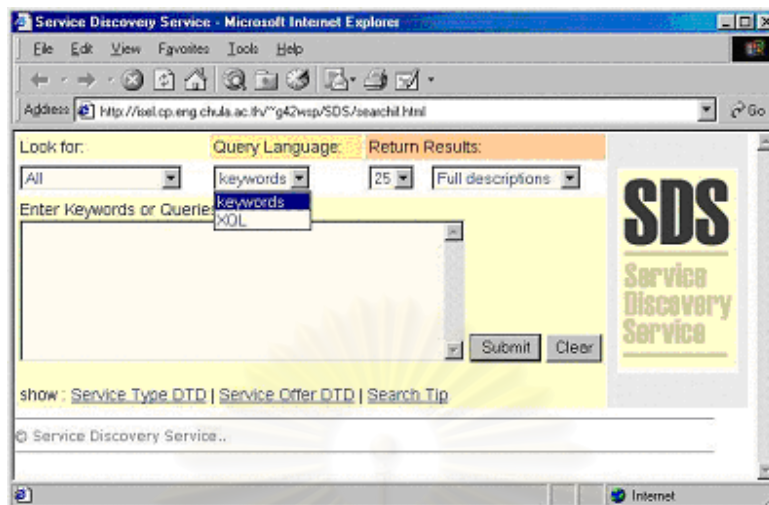 Service Discovery Service - Microsoft Internet Explorer
File Edit View Favorites Tools Help
Address http://isel.cp.eng.chula.ac.th/~g42wsp/SDS/searchil.html Go
Look for: Query Language: Return Results:
All keywords 25 Full descriptions
keywords
XQL
Enter Keywords or Querie
SDS
Service
Discovery
Service
Submit Clear
show : Service Type DTD | Service Offer DTD | Search Tip
© Service Discovery Service..
Internet